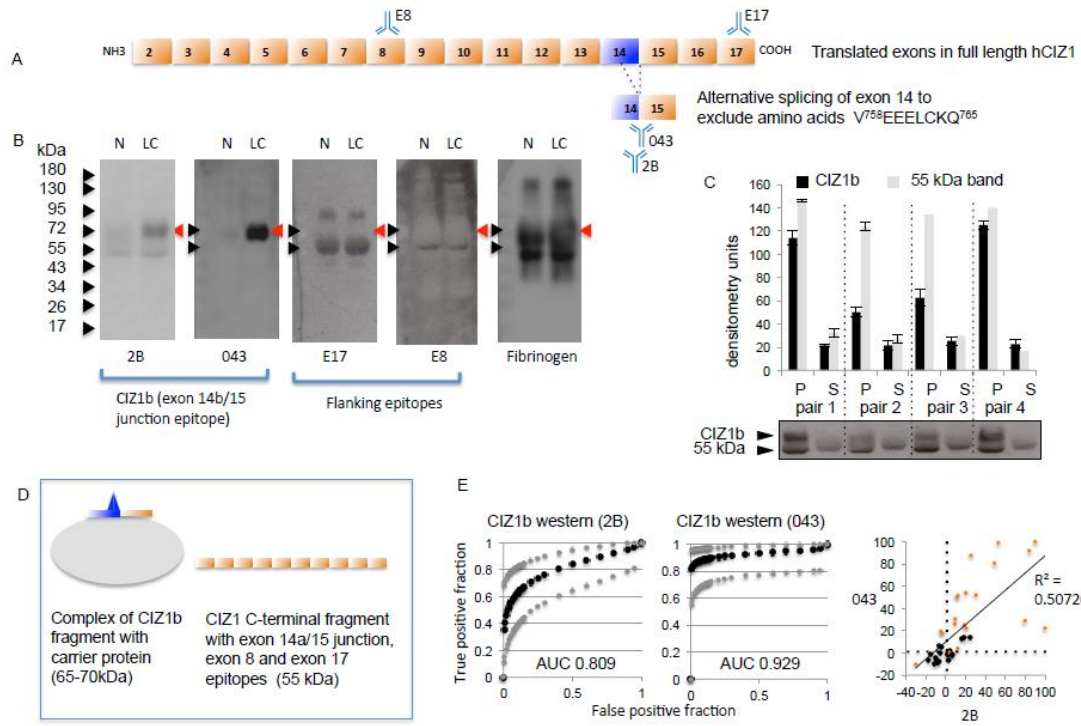 A
NH3 2 3 4 5 6 7 8 9 10 11 12 13 14 15 16 17 COOH
E8
E17
Translated exons in full length hCIZ1
14 15
Alternative splicing of exon 14 to
exclude amino acids V758EEELCKQ765
043
2B
B
kDa
180
130
95
72
55
43
34
26
17
N LC N LC N LC N LC N LC
2B 043 E17 E8 Fibrinogen
CIZ1b (exon 14b/15
junction epitope)
Flanking epitopes
C
CIZ1b 55 kDa band
densitometry units
160
140
120
100
80
60
40
20
0
P S P S P S P S
pair 1 pair 2 pair 3 pair 4
CIZ1b
55 kDa
D
Complex of CIZ1b
fragment with
carrier protein
(65-70kDa)
CIZ1 C-terminal fragment
with exon 14a/15 junction,
exon 8 and exon 17
epitopes (55 kDa)
E
CIZ1b western (2B)
True positive fraction
1.0
0.8
0.6
0.4
0.2
0
AUC 0.809
0 1
CIZ1b western (043)
1.0
0.8
0.6
0.4
0.2
0
AUC 0.929
0 1
False positive fraction
100
80
60
40
20
0
-20
043
R² =
0.5072
-40 -20 0 20 40 60 80 100
2B